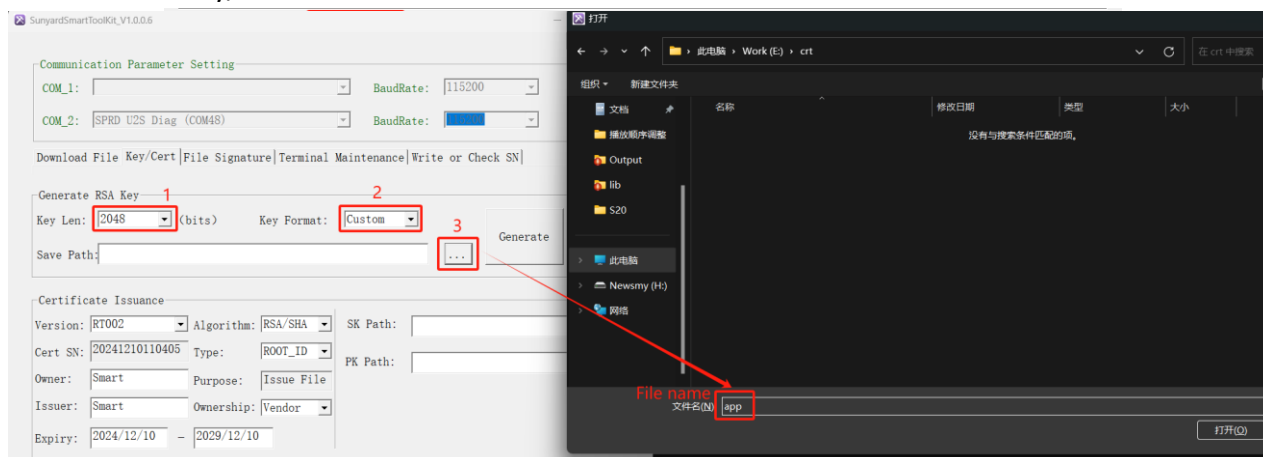 SunyardSmartToolKit_V1.0.0.6
Communication Parameter Setting
COM_1: BaudRate: 115200
COM_2: SPRD U2S Diag (COM48) BaudRate:
Download File Key/Cert File Signature Terminal Maintenance Write or Check SN
Generate RSA Key 1 2
Key Len: 2048 (bits) Key Format: Custom
3
Generate
Save Path: ...
Certificate Issuance
Version: RT002 Algorithm: RSA/SHA SK Path:
Cert SN: 20241210110405 Type: ROOT_ID
PK Path:
Owner: Smart Purpose: Issue File
Issuer: Smart Ownership: Vendor
Expiry: 2024/12/10 - 2029/12/10
打开
此电脑 › Work (E:) › crt 在 crt 中搜索
组织 新建文件夹
名称 修改日期 类型 大小
没有与搜索条件匹配的项。
文档
播放顺序调整
Output
lib
S20
此电脑
Newsmy (H:)
网络
File name
文件名(N) app
打开(O)